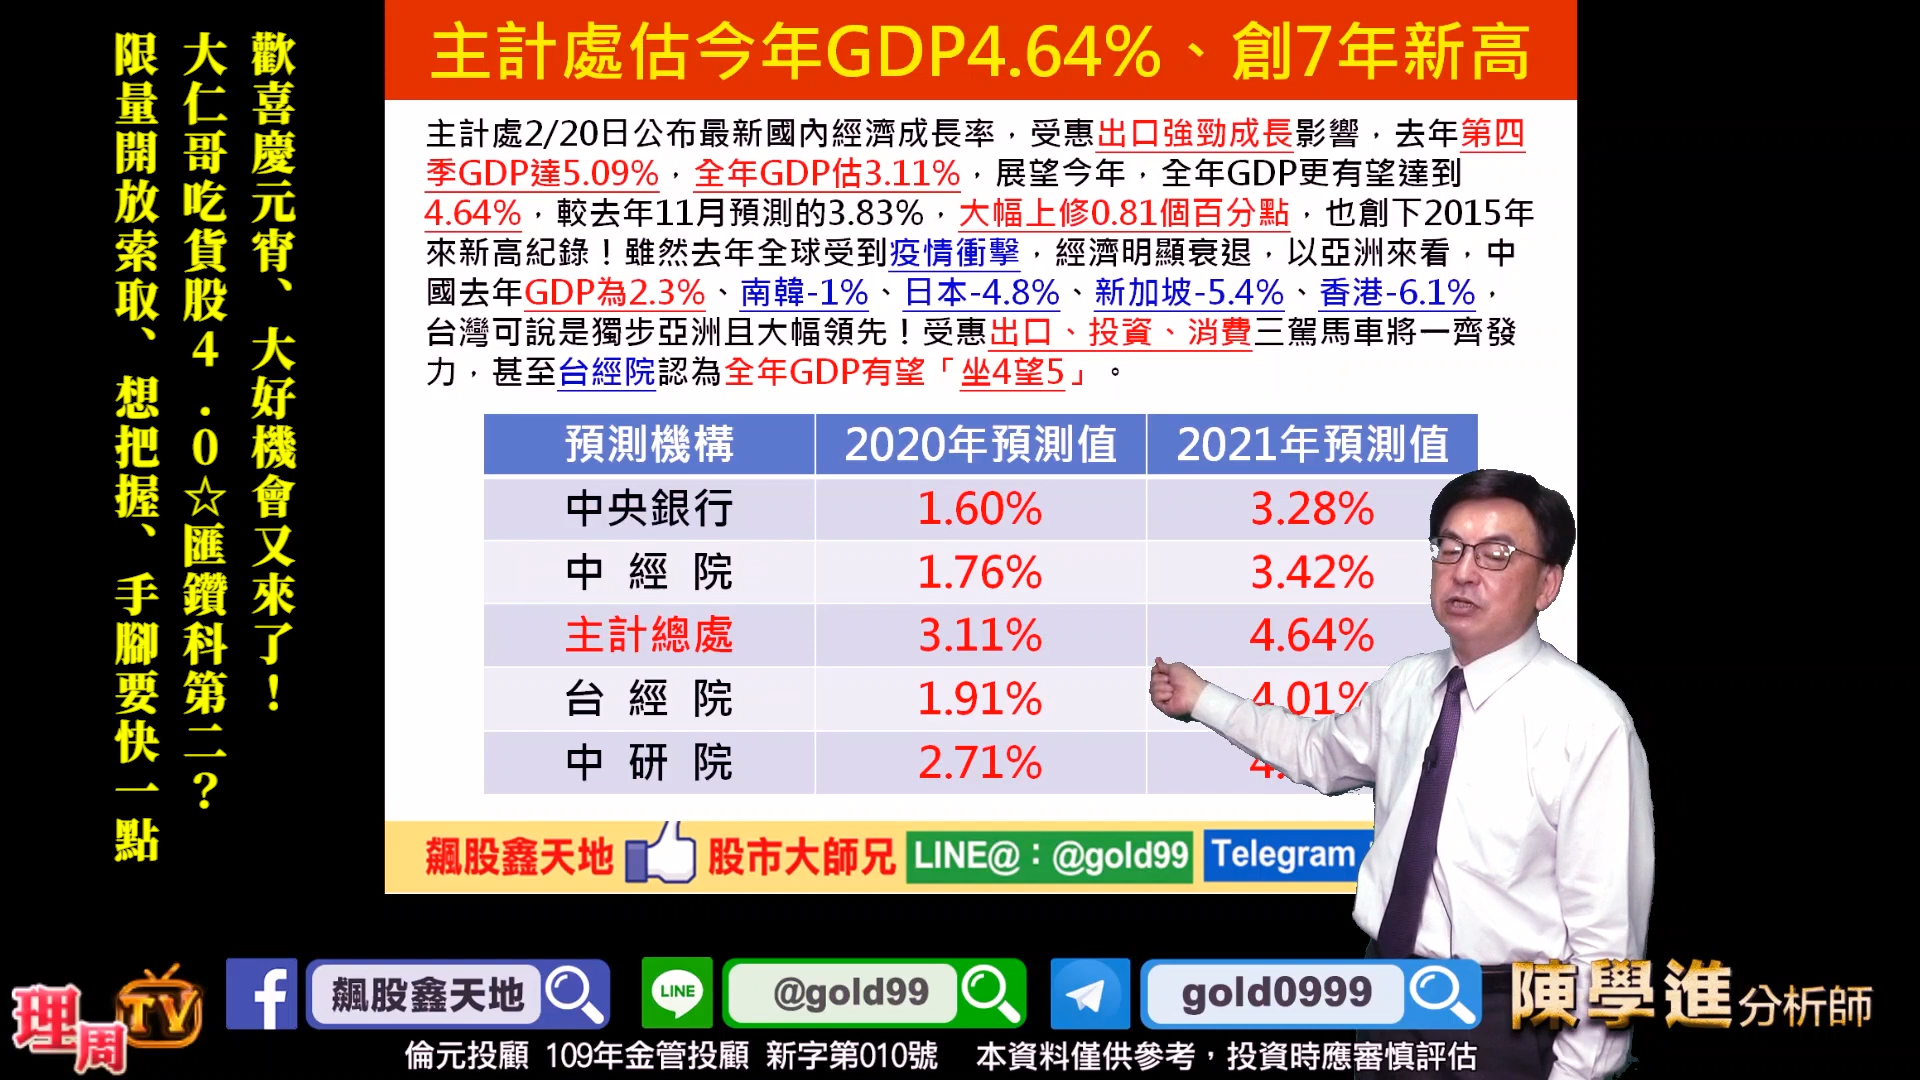 歡喜慶元宵、大好機會又來了！
大仁哥吃貨股4.0☆匯鑽科第二？
限量開放索取、想把握、手腳要快一點
主計處估今年GDP4.64%、創7年新高
主計處2/20日公布最新國內經濟成長率，受惠出口強勁成長影響，去年第四
季GDP達5.09%，全年GDP估3.11%，展望今年，全年GDP更有望達到
4.64%，較去年11月預測的3.83%，大幅上修0.81個百分點，也創下2015年
來新高紀錄！雖然去年全球受到疫情衝擊，經濟明顯衰退，以亞洲來看，中
國去年GDP為2.3%、南韓-1%、日本-4.8%、新加坡-5.4%、香港-6.1%，
台灣可說是獨步亞洲且大幅領先！受惠出口、投資、消費三駕馬車將一齊發
力，甚至台經院認為全年GDP有望「坐4望5」。
預測機構 2020年預測值 2021年預測值
中央銀行 1.60% 3.28%
中經院 1.76% 3.42%
主計總處 3.11% 4.64%
台經院 1.91% 4.01%
中研院 2.71%
飆股鑫天地 股市大師兄 LINE@：@gold99 Telegram
理周TV 飆股鑫天地 LINE @gold99 gold0999 陳學進分析師
倫元投顧 109年金管投顧 新字第010號 本資料僅供參考，投資時應審慎評估